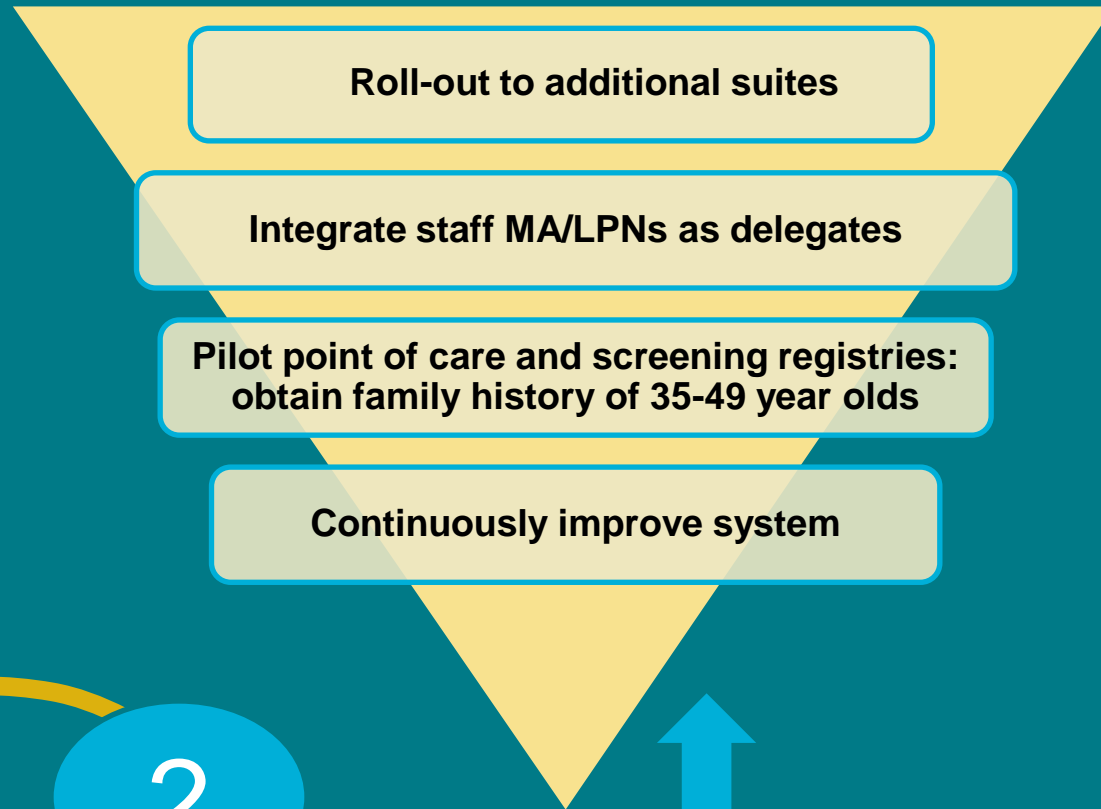 Roll-out to additional suites
Integrate staff MA/LPNs as delegates
Pilot point of care and screening registries:
obtain family history of 35-49 year olds
Continuously improve system
2